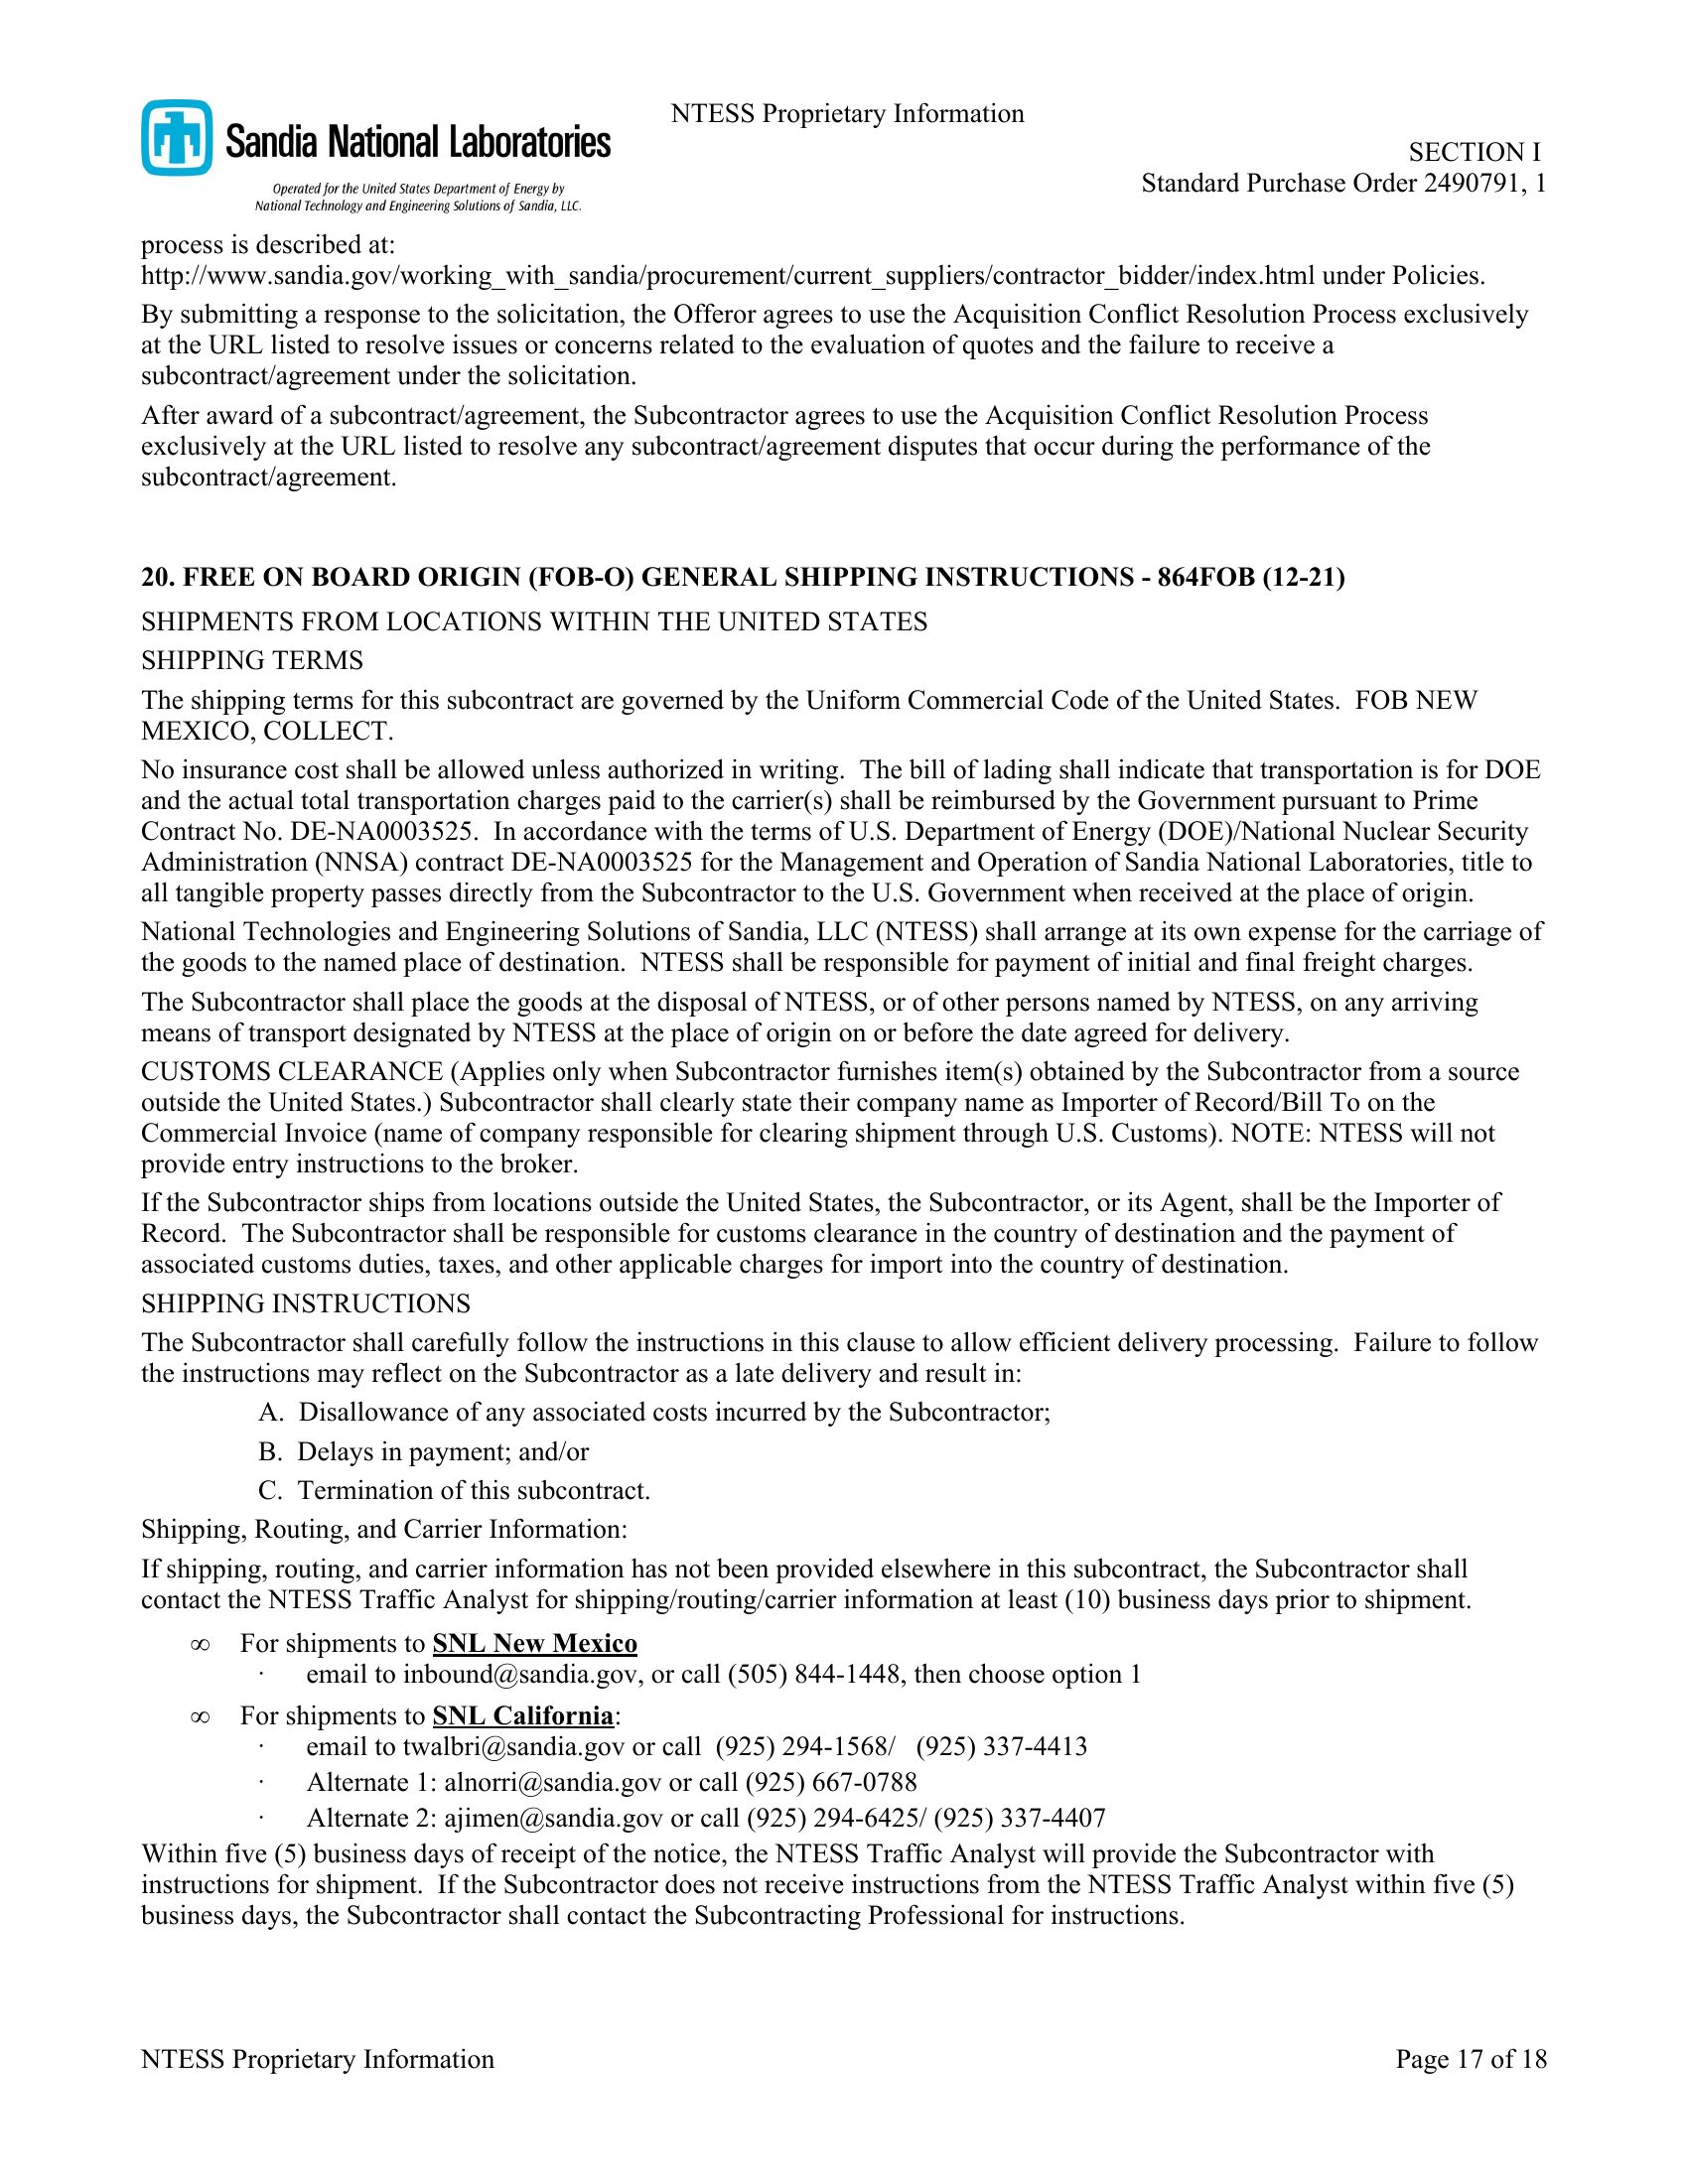 NTESS Proprietary Information
Sandia National Laboratories
Operated for the United States Department of Energy by
National Technology and Engineering Solutions of Sandia, LLC.
SECTION I
Standard Purchase Order 2490791, 1
process is described at:
http://www.sandia.gov/working_with_sandia/procurement/current_suppliers/contractor_bidder/index.html under Policies.
By submitting a response to the solicitation, the Offeror agrees to use the Acquisition Conflict Resolution Process exclusively
at the URL listed to resolve issues or concerns related to the evaluation of quotes and the failure to receive a
subcontract/agreement under the solicitation.
After award of a subcontract/agreement, the Subcontractor agrees to use the Acquisition Conflict Resolution Process
exclusively at the URL listed to resolve any subcontract/agreement disputes that occur during the performance of the
subcontract/agreement.
20. FREE ON BOARD ORIGIN (FOB-O) GENERAL SHIPPING INSTRUCTIONS - 864FOB (12-21)
SHIPMENTS FROM LOCATIONS WITHIN THE UNITED STATES
SHIPPING TERMS
The shipping terms for this subcontract are governed by the Uniform Commercial Code of the United States.  FOB NEW
MEXICO, COLLECT.
No insurance cost shall be allowed unless authorized in writing.  The bill of lading shall indicate that transportation is for DOE
and the actual total transportation charges paid to the carrier(s) shall be reimbursed by the Government pursuant to Prime
Contract No. DE-NA0003525.  In accordance with the terms of U.S. Department of Energy (DOE)/National Nuclear Security
Administration (NNSA) contract DE-NA0003525 for the Management and Operation of Sandia National Laboratories, title to
all tangible property passes directly from the Subcontractor to the U.S. Government when received at the place of origin.
National Technologies and Engineering Solutions of Sandia, LLC (NTESS) shall arrange at its own expense for the carriage of
the goods to the named place of destination.  NTESS shall be responsible for payment of initial and final freight charges.
The Subcontractor shall place the goods at the disposal of NTESS, or of other persons named by NTESS, on any arriving
means of transport designated by NTESS at the place of origin on or before the date agreed for delivery.
CUSTOMS CLEARANCE (Applies only when Subcontractor furnishes item(s) obtained by the Subcontractor from a source
outside the United States.) Subcontractor shall clearly state their company name as Importer of Record/Bill To on the
Commercial Invoice (name of company responsible for clearing shipment through U.S. Customs). NOTE: NTESS will not
provide entry instructions to the broker.
If the Subcontractor ships from locations outside the United States, the Subcontractor, or its Agent, shall be the Importer of
Record.  The Subcontractor shall be responsible for customs clearance in the country of destination and the payment of
associated customs duties, taxes, and other applicable charges for import into the country of destination.
SHIPPING INSTRUCTIONS
The Subcontractor shall carefully follow the instructions in this clause to allow efficient delivery processing.  Failure to follow
the instructions may reflect on the Subcontractor as a late delivery and result in:
A.  Disallowance of any associated costs incurred by the Subcontractor;
B.  Delays in payment; and/or
C.  Termination of this subcontract.
Shipping, Routing, and Carrier Information:
If shipping, routing, and carrier information has not been provided elsewhere in this subcontract, the Subcontractor shall
contact the NTESS Traffic Analyst for shipping/routing/carrier information at least (10) business days prior to shipment.
∞ For shipments to SNL New Mexico
· email to inbound@sandia.gov, or call (505) 844-1448, then choose option 1
∞ For shipments to SNL California:
· email to twalbri@sandia.gov or call  (925) 294-1568/   (925) 337-4413
· Alternate 1: alnorri@sandia.gov or call (925) 667-0788
· Alternate 2: ajimen@sandia.gov or call (925) 294-6425/ (925) 337-4407
Within five (5) business days of receipt of the notice, the NTESS Traffic Analyst will provide the Subcontractor with
instructions for shipment.  If the Subcontractor does not receive instructions from the NTESS Traffic Analyst within five (5)
business days, the Subcontractor shall contact the Subcontracting Professional for instructions.
NTESS Proprietary Information
Page 17 of 18